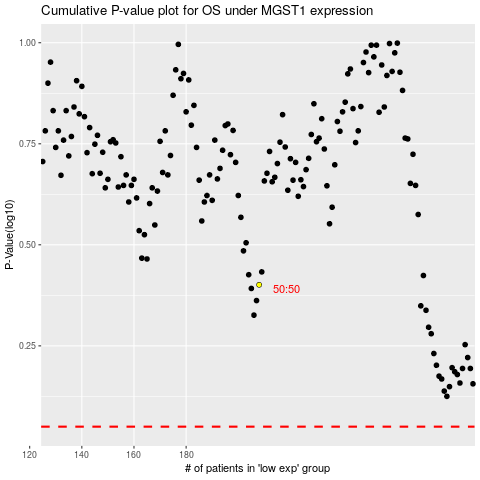 Cumulative P-value plot for OS under MGST1 expression
P-Value(log10)
1.00
0.75
0.50
0.25
50:50
120 140 160 180
# of patients in 'low exp' group